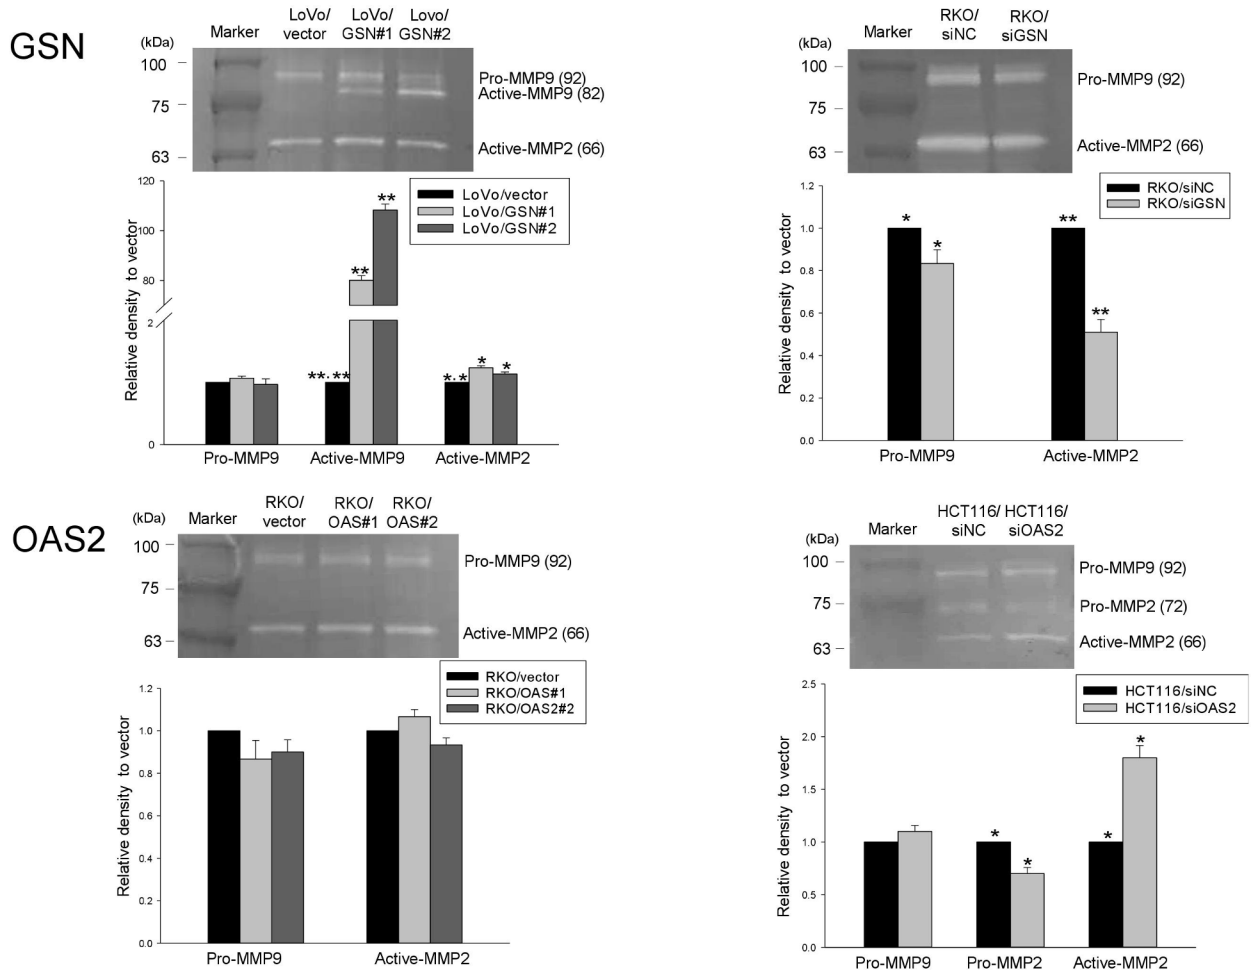 GSN
(kDa)
Marker
LoVo/
vector
LoVo/
GSN#1
Lovo/
GSN#2
100
75
63
Pro-MMP9 (92)
Active-MMP9 (82)
Active-MMP2 (66)
Relative density to vector
120
100
80
2
0
LoVo/vector
LoVo/GSN#1
LoVo/GSN#2
**.**
**
**
*.*
*
*
Pro-MMP9 Active-MMP9 Active-MMP2
(kDa)
Marker
RKO/
siNC
RKO/
siGSN
100
75
63
Pro-MMP9 (92)
Active-MMP2 (66)
Relative density to vector
1.2
1.0
0.8
0.6
0.4
0.2
0.0
RKO/siNC
RKO/siGSN
*
*
**
**
Pro-MMP9 Active-MMP2
OAS2
(kDa)
Marker
RKO/
vector
RKO/
OAS#1
RKO/
OAS#2
100
75
63
Pro-MMP9 (92)
Active-MMP2 (66)
Relative density to vector
1.2
1.0
0.8
0.6
0.4
0.2
0.0
RKO/vector
RKO/OAS#1
RKO/OAS2#2
Pro-MMP9 Active-MMP2
(kDa)
Marker
HCT116/
siNC
HCT116/
siOAS2
100
75
63
Pro-MMP9 (92)
Pro-MMP2 (72)
Active-MMP2 (66)
Relative density to vector
2.5
2.0
1.5
1.0
0.5
0.0
HCT116/siNC
HCT116/siOAS2
*
*
*
*
Pro-MMP9 Pro-MMP2 Active-MMP2